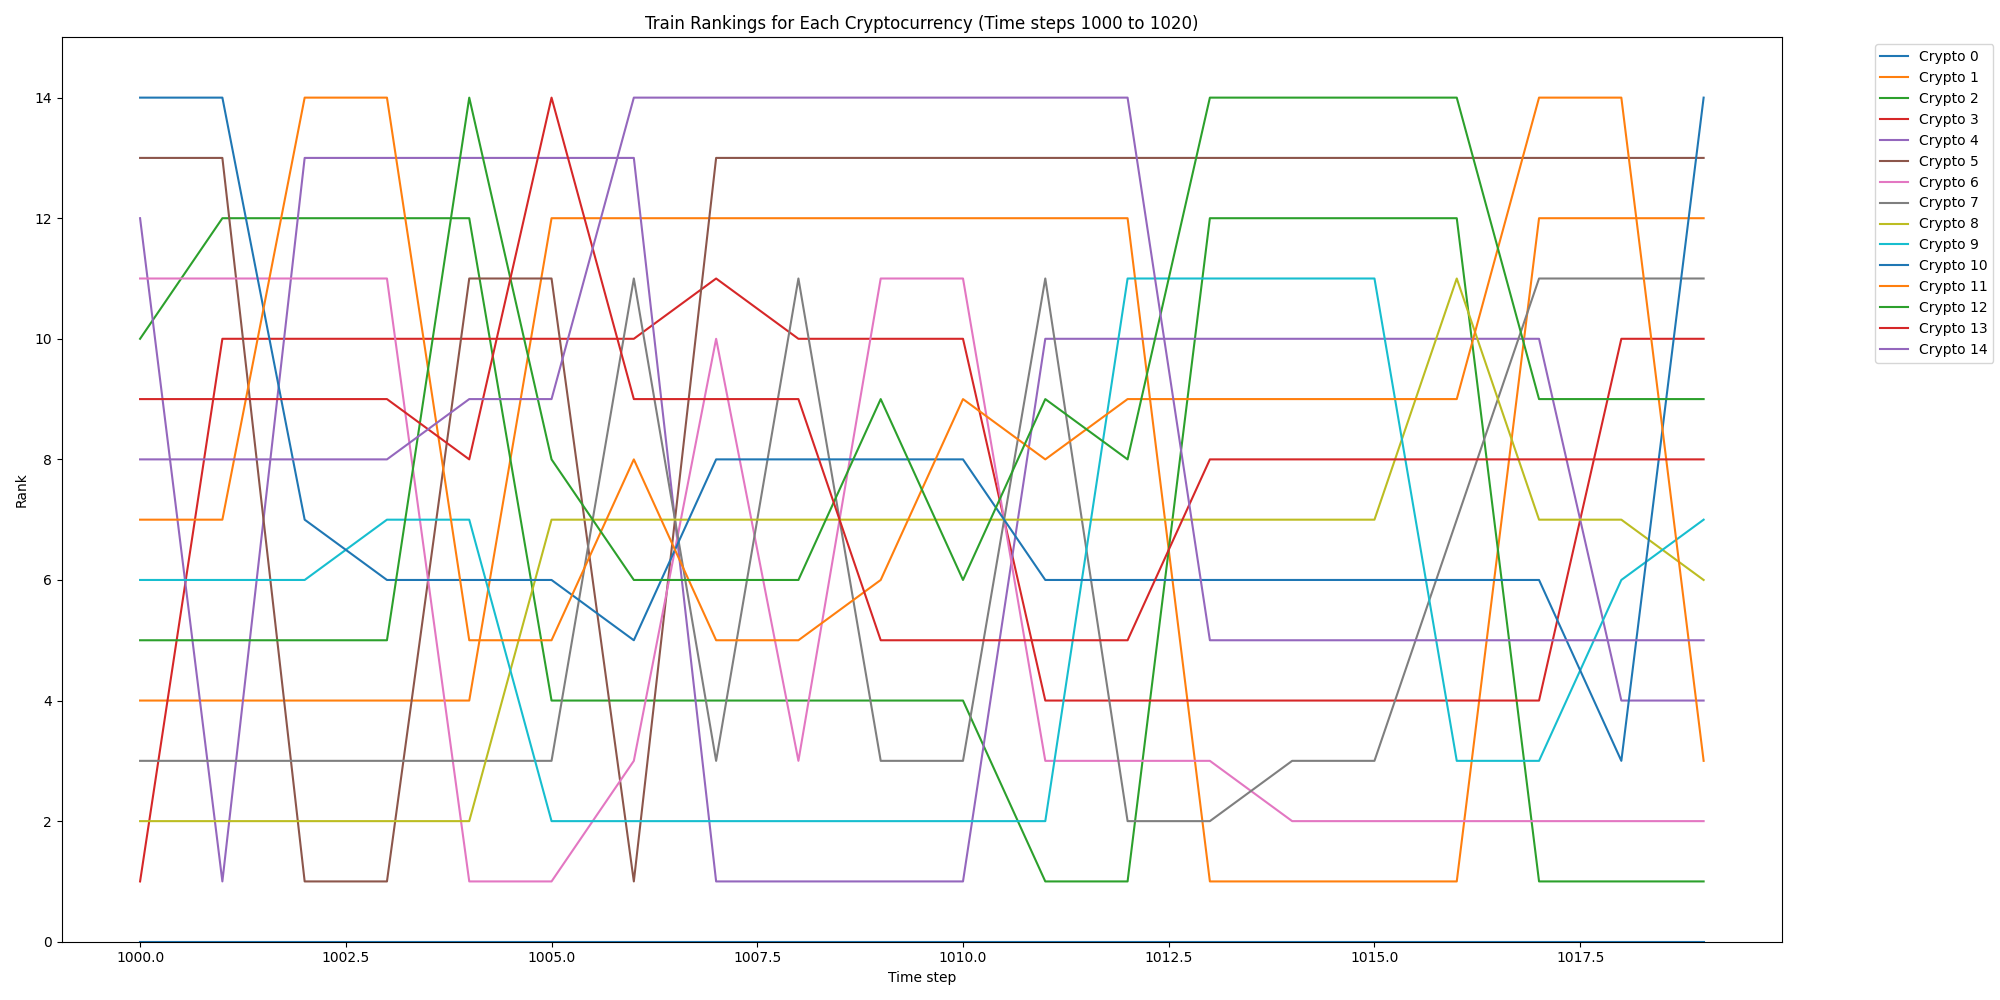 Train Rankings for Each Cryptocurrency (Time steps 1000 to 1020)
14
12
10
8
6
4
2
0
Rank
1000.0
1002.5
1005.0
1007.5
1010.0
1012.5
1015.0
1017.5
Time step
Crypto 0
Crypto 1
Crypto 2
Crypto 3
Crypto 4
Crypto 5
Crypto 6
Crypto 7
Crypto 8
Crypto 9
Crypto 10
Crypto 11
Crypto 12
Crypto 13
Crypto 14